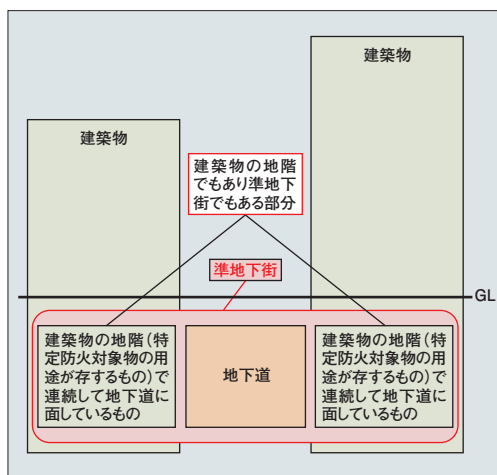 建築物
建築物
建築物の地階
でもあり準地下
街でもある部分
準地下街
GL
建築物の地階(特
定防火対象物の用
途が存するもの)で
連続して地下道に
面しているもの
地下道
建築物の地階(特
定防火対象物の用
途が存するもの)で
連続して地下道に
面しているもの